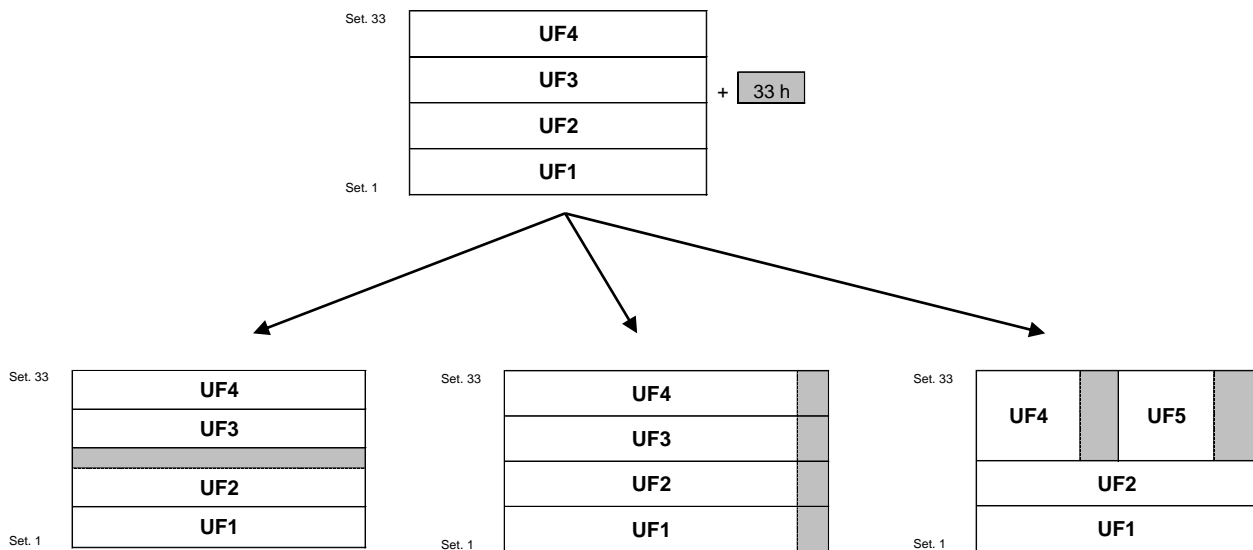 Set. 33
UF4
UF3
+ 33 h
UF2
UF1
Set. 1
Set. 33
UF4
UF3
UF2
UF1
Set. 1
Set. 33
UF4
UF3
UF2
UF1
Set. 1
Set. 33
UF4 UF5
UF2
UF1
Set. 1